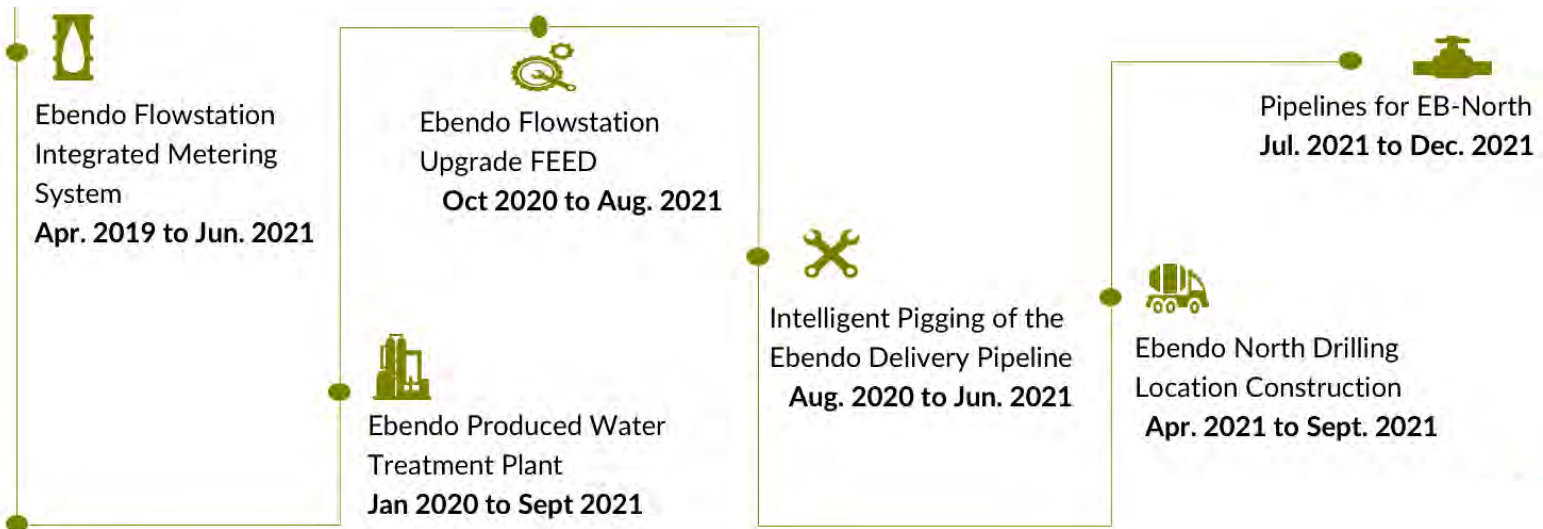 Ebendo Flowstation
Integrated Metering
System
Apr. 2019 to Jun. 2021
Ebendo Produced Water
Treatment Plant
Jan 2020 to Sept 2021
Ebendo Flowstation
Upgrade FEED
Oct 2020 to Aug. 2021
Intelligent Pigging of the
Ebendo Delivery Pipeline
Aug. 2020 to Jun. 2021
Ebendo North Drilling
Location Construction
Apr. 2021 to Sept. 2021
Pipelines for EB-North
Jul. 2021 to Dec. 2021